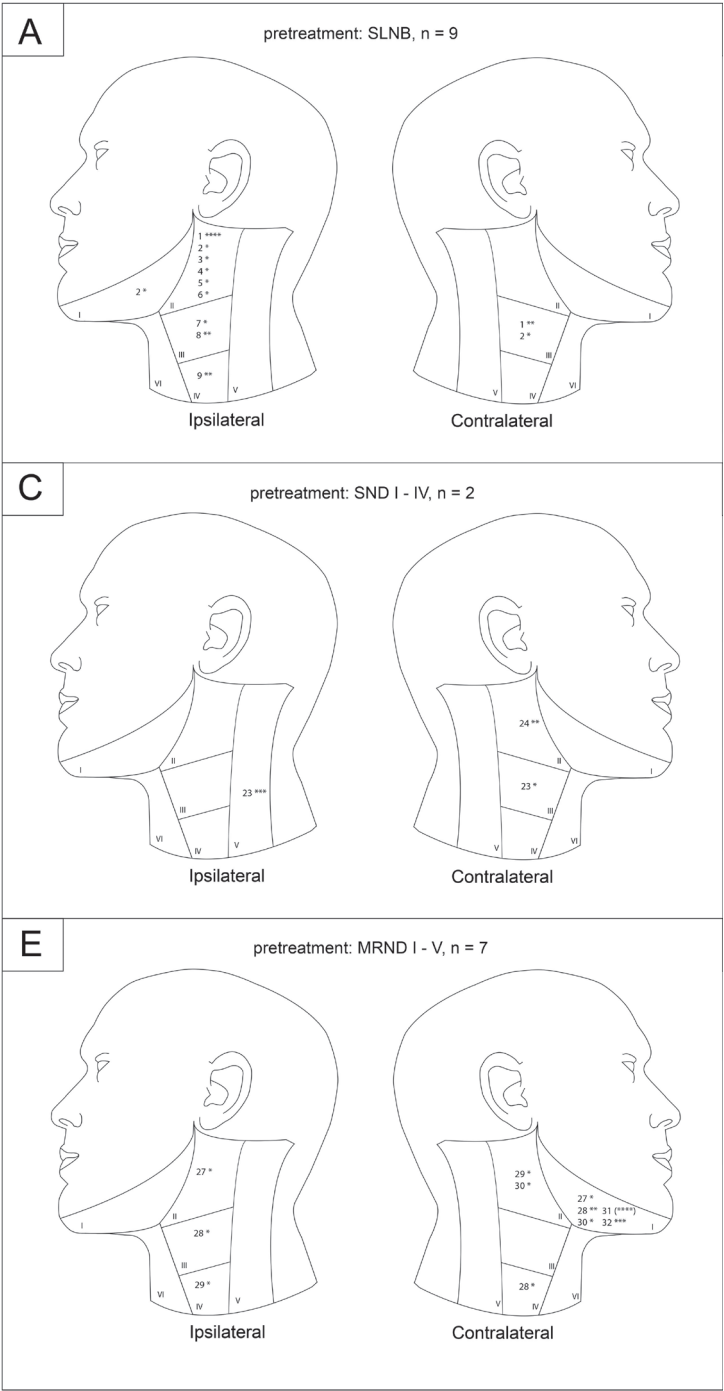 A
pretreatment: SLNB, n = 9
1 ****
2 *
3 *
4 *
5 *
6 *
2 *
I
II
7 *
8 **
III
9 **
VI
IV
V
Ipsilateral
II
I
1 **
2 *
III
V
IV
VI
Contralateral
C
pretreatment: SND I - IV, n = 2
I
II
23 ***
III
VI
IV
V
Ipsilateral
24 **
II
I
23 *
III
V
IV
VI
Contralateral
E
pretreatment: MRND I - V, n = 7
27 *
I
II
28 *
III
29 *
VI
IV
V
Ipsilateral
29 *
30 *
27 *
28 ** 31 (****)
30 * 32 ***
II
I
III
28 *
V
IV
VI
Contralateral